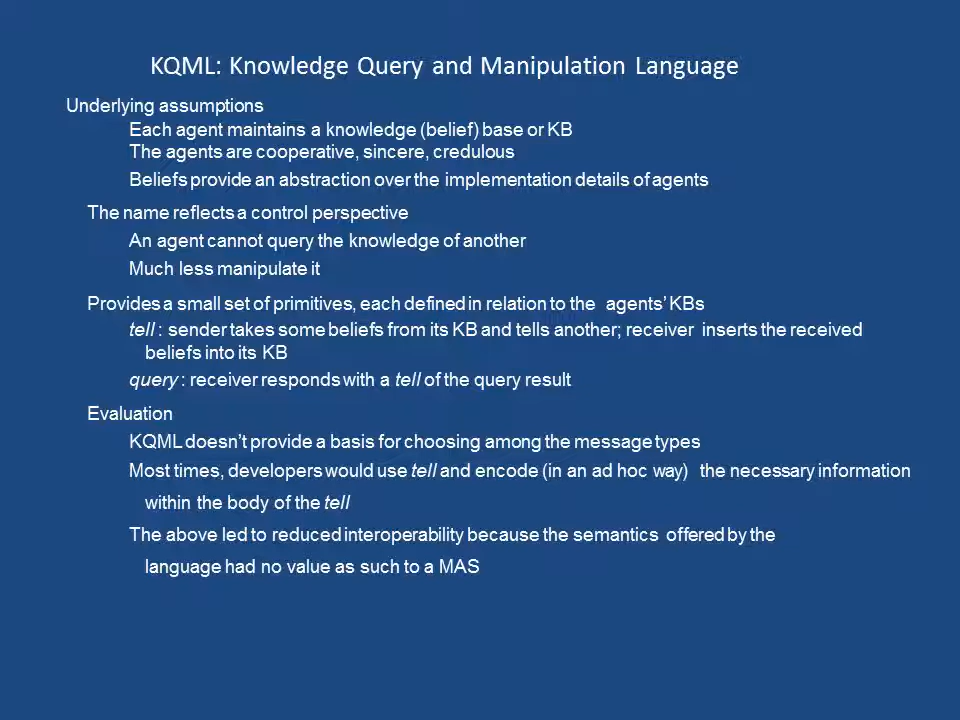 KQML: Knowledge Query and Manipulation Language
Underlying assumptions
Each agent maintains a knowledge (belief) base or KB
The agents are cooperative, sincere, credulous
Beliefs provide an abstraction over the implementation details of agents
The name reflects a control perspective
An agent cannot query the knowledge of another
Much less manipulate it
Provides a small set of primitives, each defined in relation to the agents' KBs
tell : sender takes some beliefs from its KB and tells another; receiver inserts the received
beliefs into its KB
query : receiver responds with a tell of the query result
Evaluation
KQML doesn't provide a basis for choosing among the message types
Most times, developers would use tell and encode (in an ad hoc way) the necessary information
within the body of the tell
The above led to reduced interoperability because the semantics offered by the
language had no value as such to a MAS